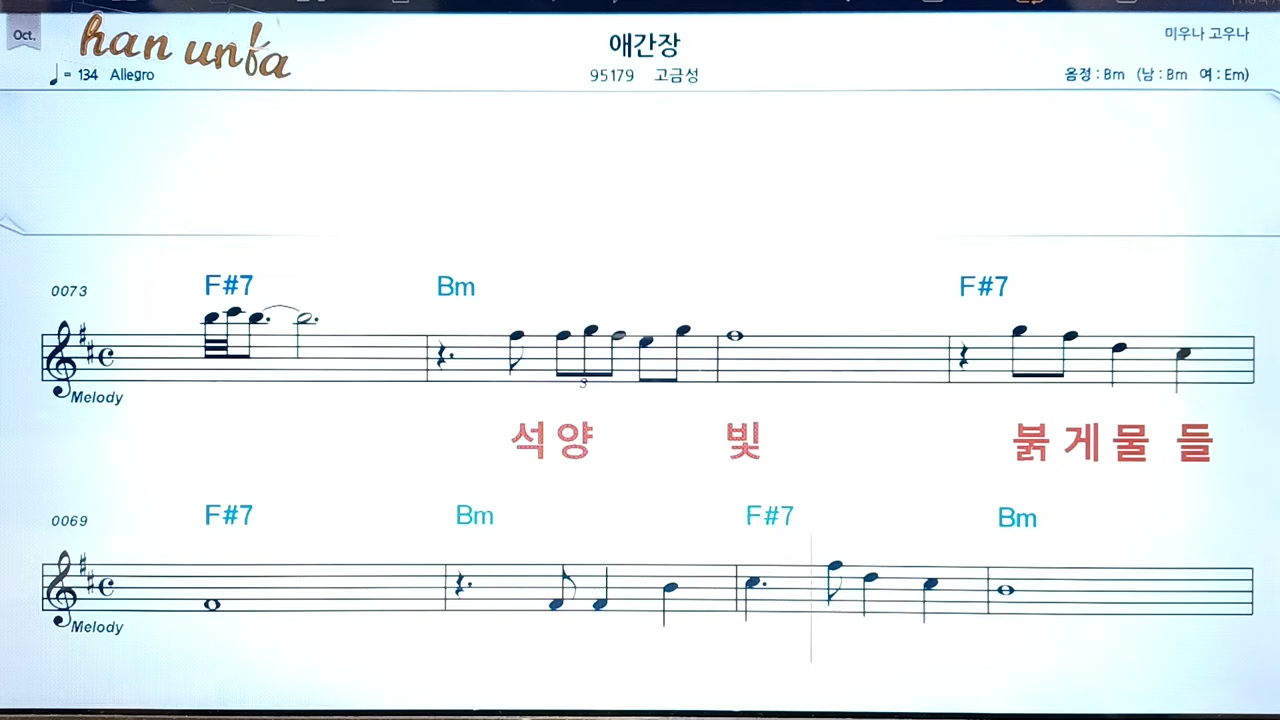 Oct.
han unfa
애간장
미우나 고우나
♩= 134 Allegro
95179 고금성
음정 : Bm (남 : Bm 여 : Em)
0073 F#7 Bm F#7
3
Melody
석양 빛 붉게물 들
0069 F#7 Bm F#7 Bm
Melody